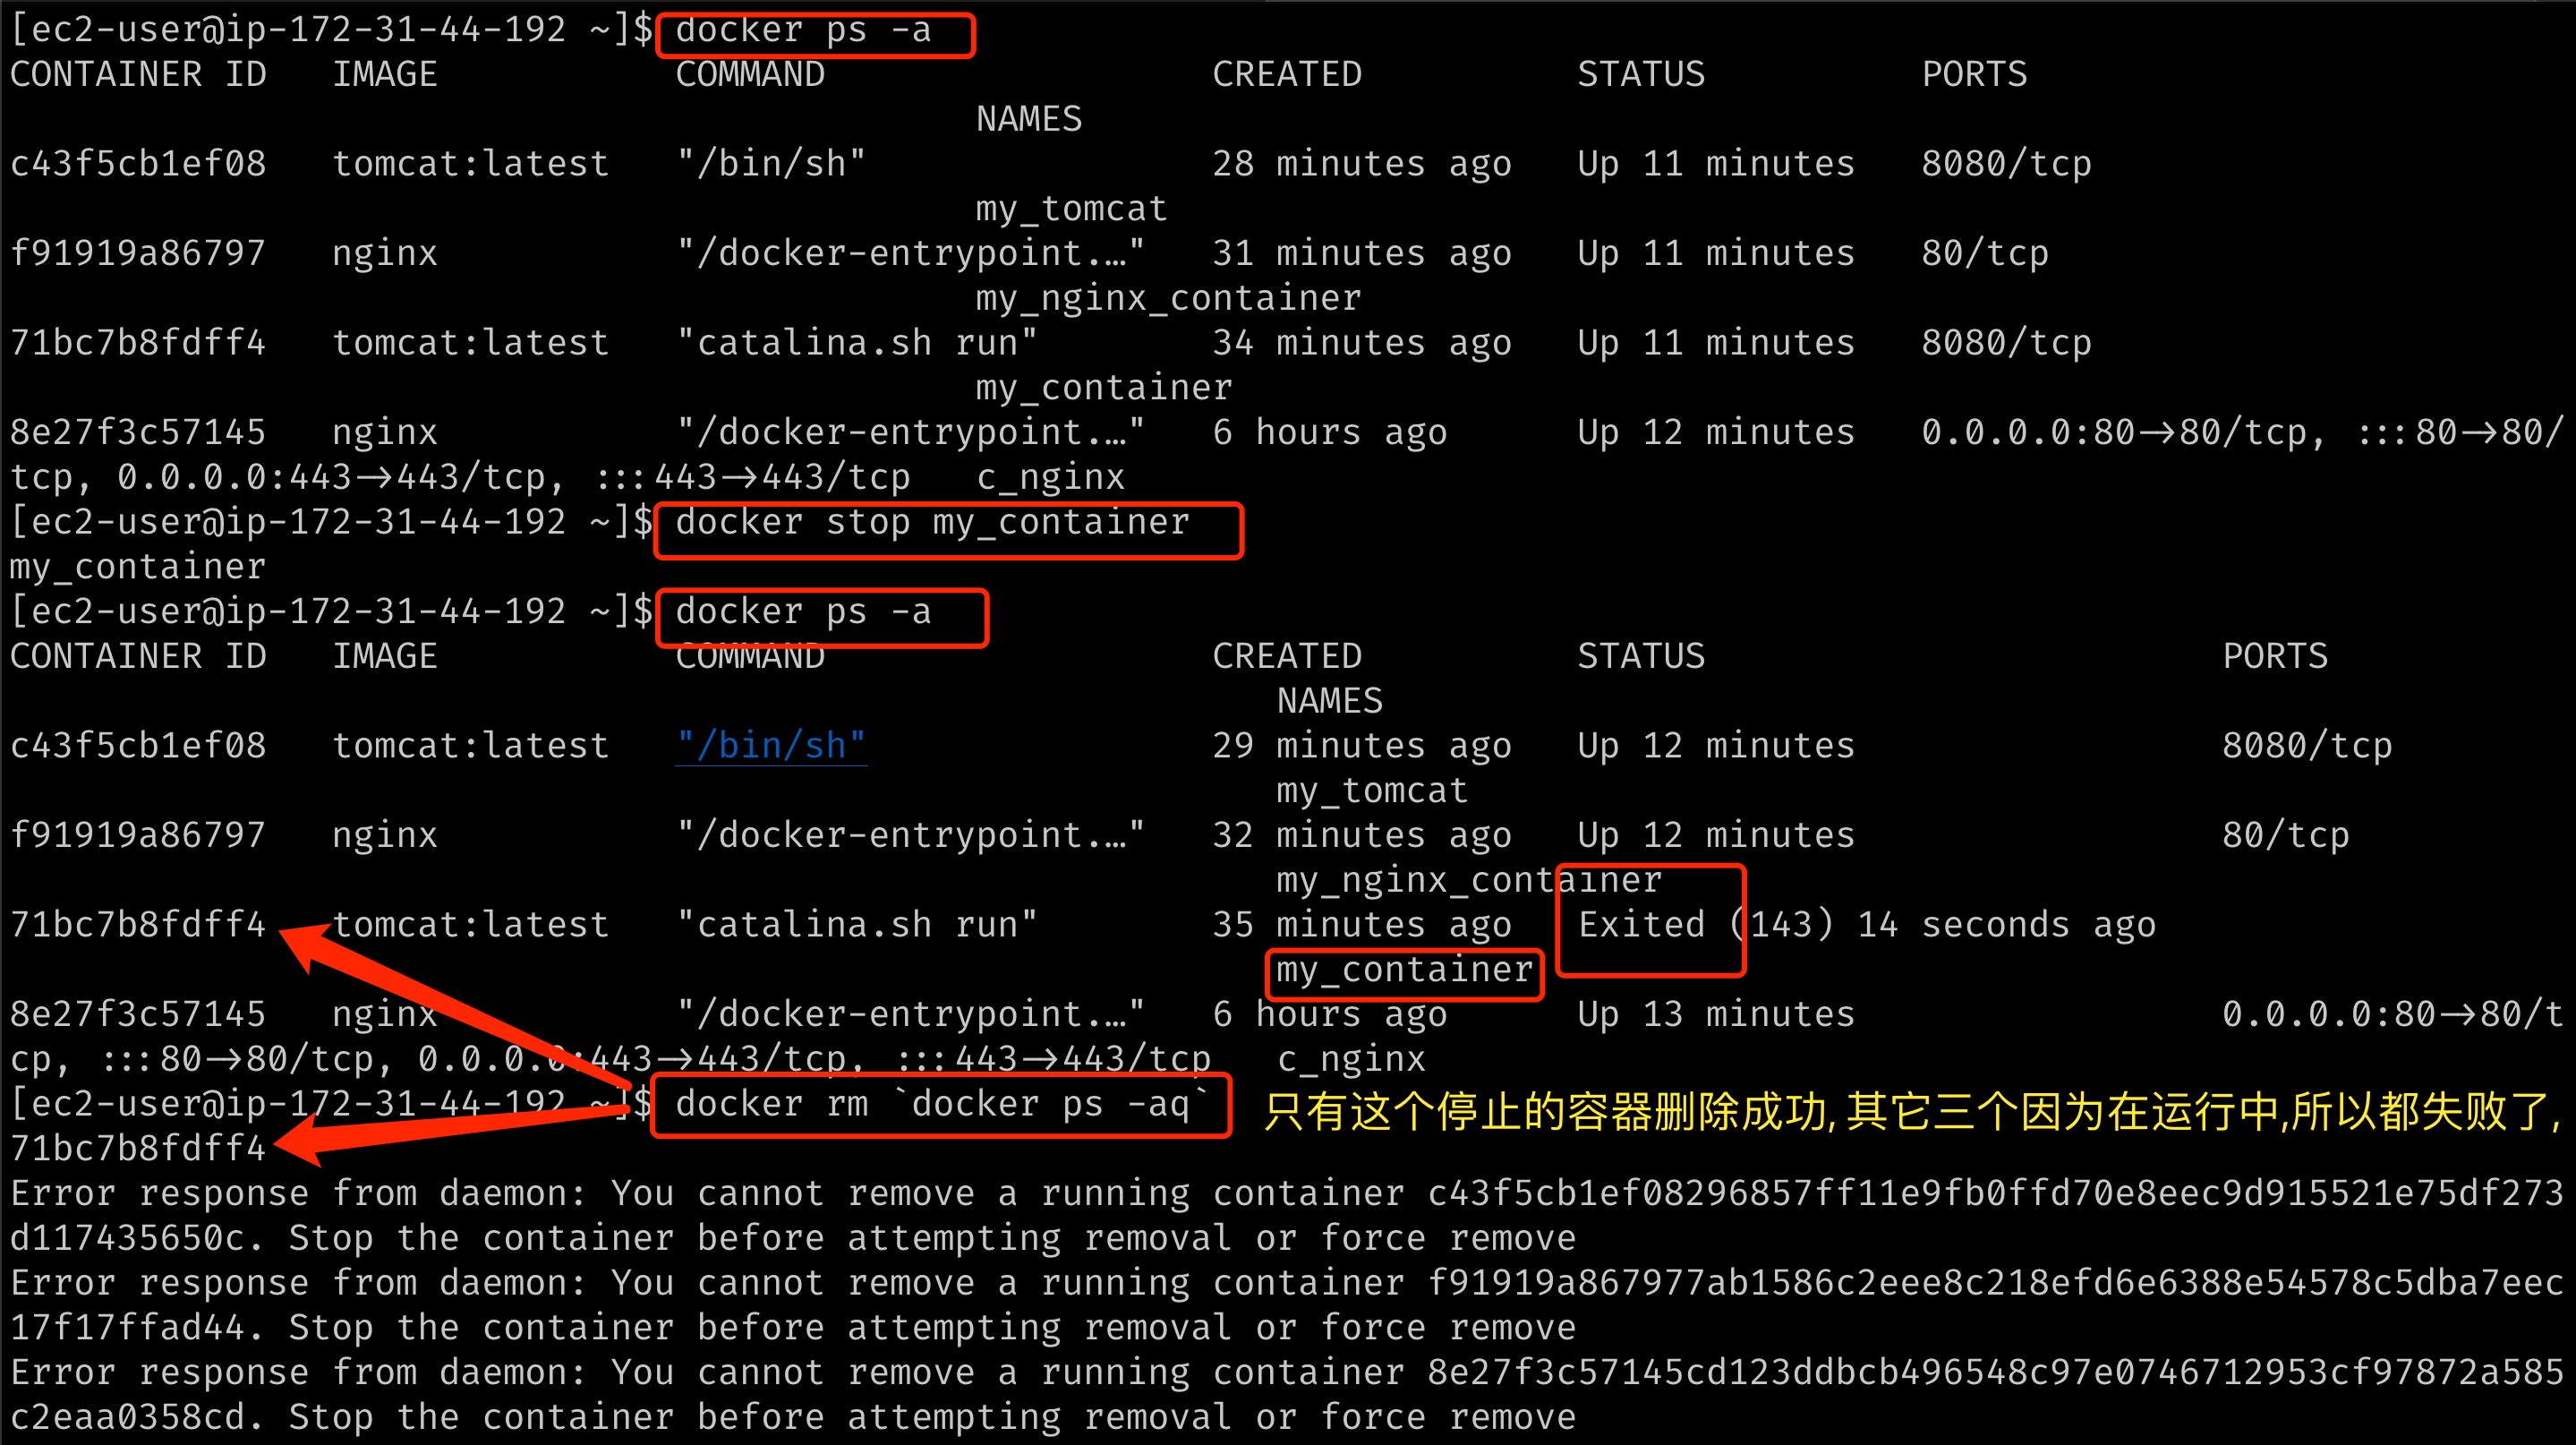 [ec2-user@ip-172-31-44-192 ~]$ docker ps -a
CONTAINER ID   IMAGE           COMMAND                  CREATED          STATUS          PORTS
                                             NAMES
c43f5cb1ef08   tomcat:latest   "/bin/sh"                28 minutes ago   Up 11 minutes   8080/tcp
                                             my_tomcat
f91919a86797   nginx           "/docker-entrypoint.…"   31 minutes ago   Up 11 minutes   80/tcp
                                             my_nginx_container
71bc7b8fdff4   tomcat:latest   "catalina.sh run"        34 minutes ago   Up 11 minutes   8080/tcp
                                             my_container
8e27f3c57145   nginx           "/docker-entrypoint.…"   6 hours ago      Up 12 minutes   0.0.0.0:80->80/tcp, :::80->80/
tcp, 0.0.0.0:443->443/tcp, :::443->443/tcp   c_nginx
[ec2-user@ip-172-31-44-192 ~]$ docker stop my_container
my_container
[ec2-user@ip-172-31-44-192 ~]$ docker ps -a
CONTAINER ID   IMAGE           COMMAND                  CREATED          STATUS                        PORTS
                                                           NAMES
c43f5cb1ef08   tomcat:latest   "/bin/sh"                29 minutes ago   Up 12 minutes                 8080/tcp
                                                           my_tomcat
f91919a86797   nginx           "/docker-entrypoint.…"   32 minutes ago   Up 12 minutes                 80/tcp
                                                           my_nginx_container
71bc7b8fdff4   tomcat:latest   "catalina.sh run"        35 minutes ago   Exited (143) 14 seconds ago
                                                           my_container
8e27f3c57145   nginx           "/docker-entrypoint.…"   6 hours ago      Up 13 minutes                 0.0.0.0:80->80/t
cp, :::80->80/tcp, 0.0.0.0:443->443/tcp, :::443->443/tcp   c_nginx
[ec2-user@ip-172-31-44-192 ~]$ docker rm `docker ps -aq` 只有这个停止的容器删除成功,其它三个因为在运行中,所以都失败了,
71bc7b8fdff4
Error response from daemon: You cannot remove a running container c43f5cb1ef08296857ff11e9fb0ffd70e8eec9d915521e75df273
d117435650c. Stop the container before attempting removal or force remove
Error response from daemon: You cannot remove a running container f91919a867977ab1586c2eee8c218efd6e6388e54578c5dba7eec
17f17ffad44. Stop the container before attempting removal or force remove
Error response from daemon: You cannot remove a running container 8e27f3c57145cd123ddbcb496548c97e0746712953cf97872a585
c2eaa0358cd. Stop the container before attempting removal or force remove